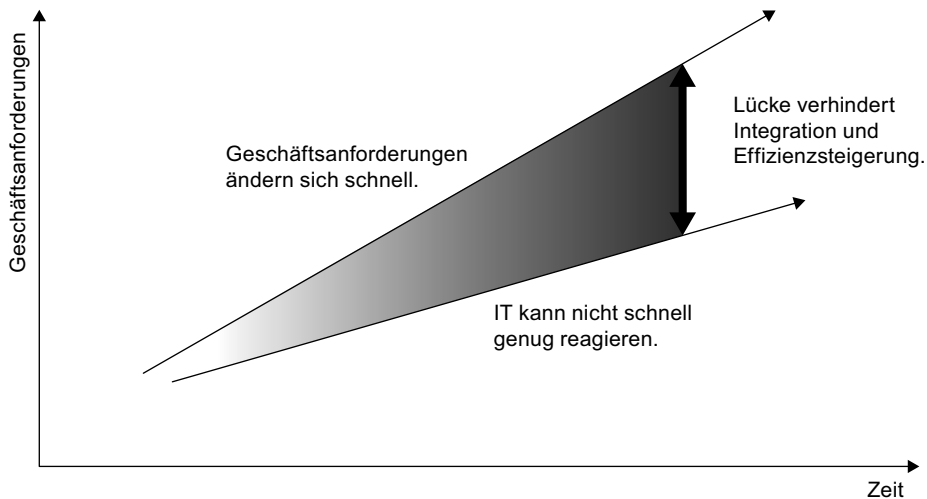 Geschäftsanforderungen
Geschäftsanforderungen
ändern sich schnell.
Lücke verhindert
Integration und
Effizienzsteigerung.
IT kann nicht schnell
genug reagieren.
Zeit